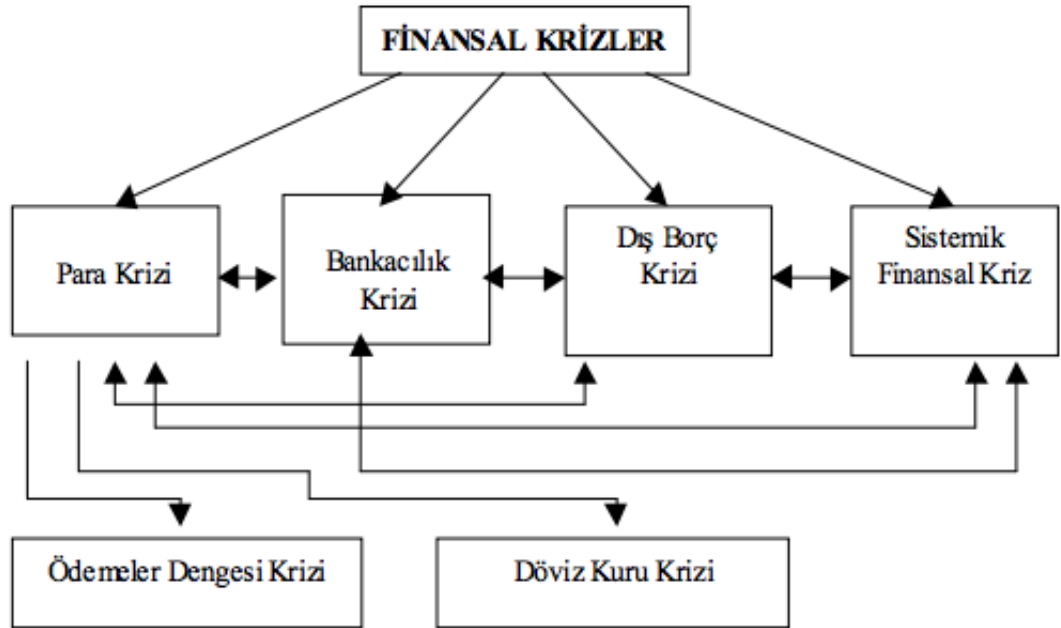 FİNANSAL KRİZLER
Para Krizi
Bankacılık
Krizi
Dış Borç
Krizi
Sistemik
Finansal Kriz
Ödemeler Dengesi Krizi
Döviz Kuru Krizi